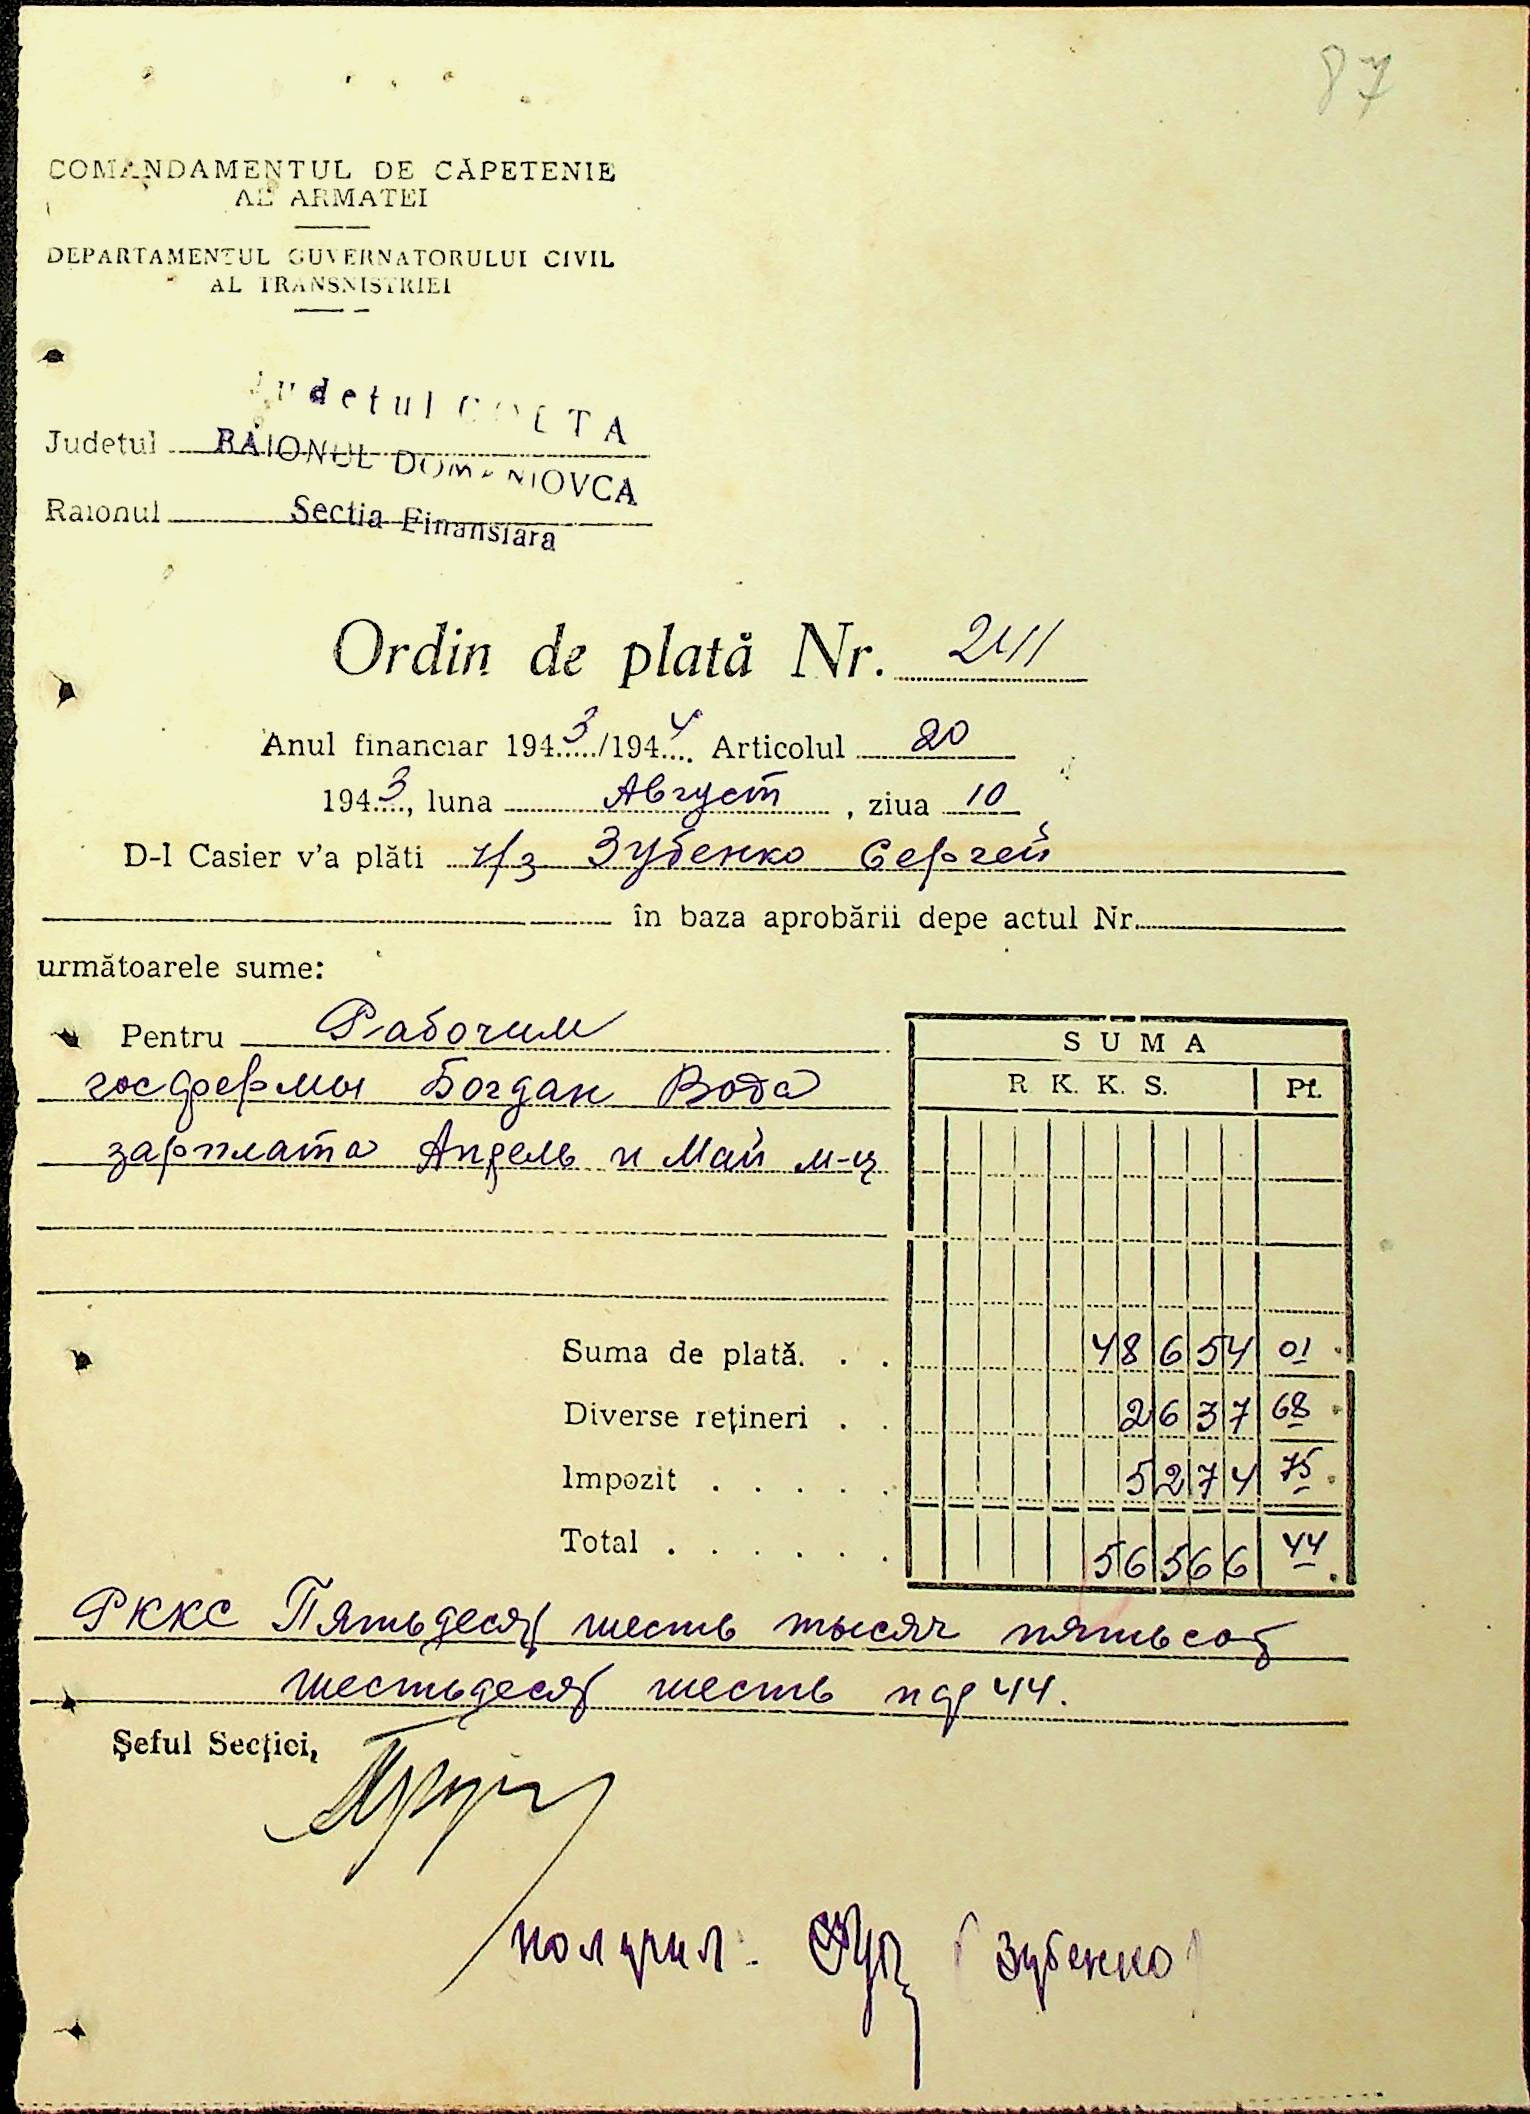 87
COMANDAMENTUL DE CĂPETENIE
AL ARMATEI
DEPARTAMENTUL GUVERNATORULUI CIVIL
AL TRANSNISTRIEI
Judetul GOLTA
Judetul RAIONUL DOMANIOVCA
Raionul Sectia Finansiara
Ordin de plată Nr. 211
Anul financiar 1943/1944 Articolul 20
1943, luna Август, ziua 10
D-l Casier v'a plăti ч/з Зубенко Сергей
în baza aprobării depe actul Nr.
următoarele sume:
Pentru Рабочим
госфермы Богдан Вода
зарплата Апрель и Май м-ц
SUMA
R. K. K. S. Pf.
Suma de plată. . . 48654 01
Diverse rețineri . . 2637 68
Impozit . . . . . 5274 75
Total . . . . . . 56566 44
РККС Пятьдесят шесть тысяч пятьсот
шестьдесят шесть пф 44.
Șeful Secției,
получил: (Зубенко)